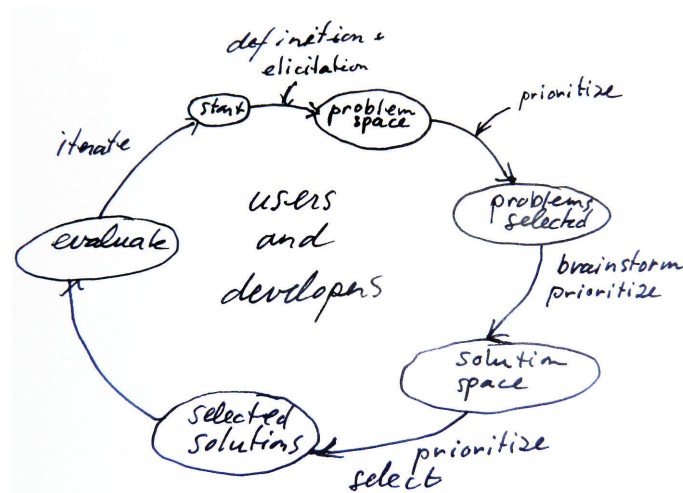 definition &
elicitation
start
problem
space
prioritize
iterate
users
and
developers
problems
selected
evaluate
brainstorm
prioritize
solution
space
selected
solutions
prioritize
select